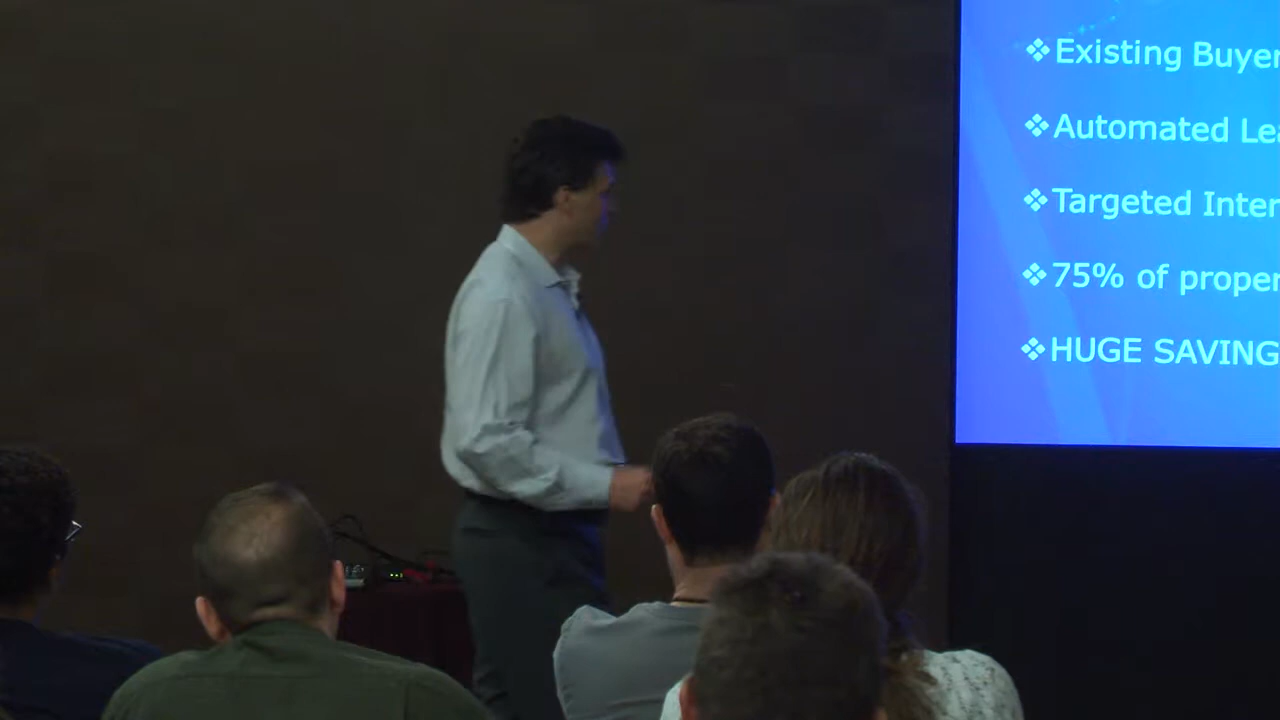 ❖Existing Buyer
❖Automated Le
❖Targeted Inter
❖75% of proper
❖HUGE SAVING